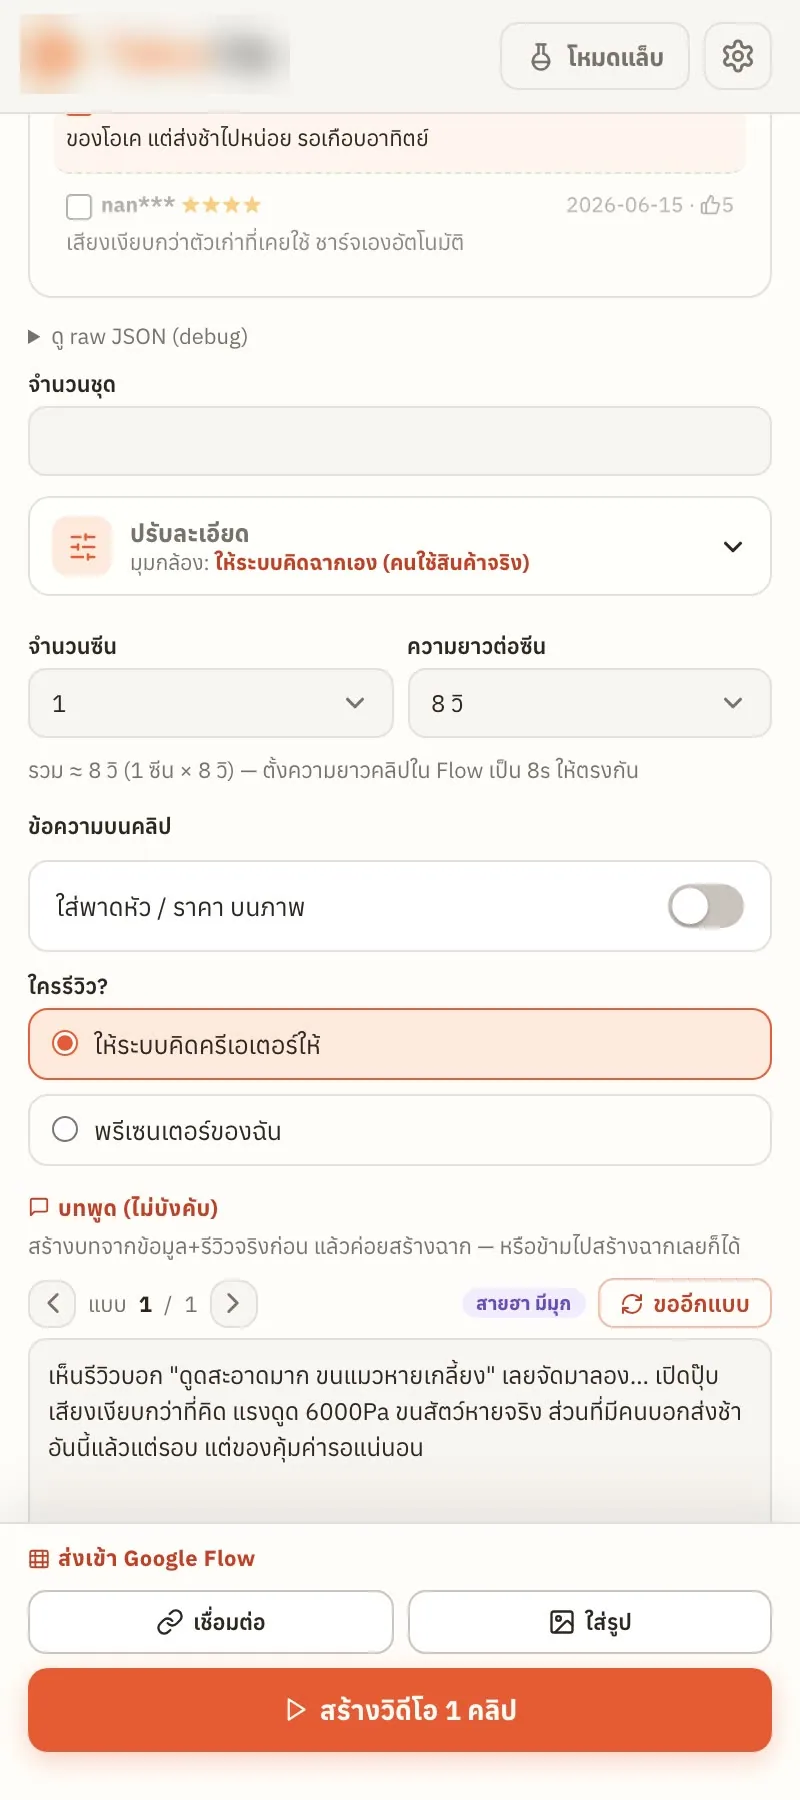 โหมดแล็บ
ของโอเค แต่ส่งช้าไปหน่อย รอเกือบอาทิตย์
nan*** ★★★★ 2026-06-15 · 5
เสียงเงียบกว่าตัวเก่าที่เคยใช้ ชาร์จเองอัตโนมัติ
▶ ดู raw JSON (debug)
จำนวนชุด
ปรับละเอียด
มุมกล้อง: ให้ระบบคิดฉากเอง (คนใช้สินค้าจริง)
จำนวนซีน ความยาวต่อซีน
1 8 วิ
รวม ≈ 8 วิ (1 ซีน × 8 วิ) — ตั้งความยาวคลิปใน Flow เป็น 8s ให้ตรงกัน
ข้อความบนคลิป
ใส่พาดหัว / ราคา บนภาพ
ใครรีวิว?
ให้ระบบคิดครีเอเตอร์ให้
พรีเซนเตอร์ของฉัน
บทพูด (ไม่บังคับ)
สร้างบทจากข้อมูล+รีวิวจริงก่อน แล้วค่อยสร้างฉาก — หรือข้ามไปสร้างฉากเลยก็ได้
แบบ 1 / 1 สายฮา มีมุก ขออีกแบบ
เห็นรีวิวบอก "ดูดสะอาดมาก ขนแมวหายเกลี้ยง" เลยจัดมาลอง... เปิดปุ๊บ
เสียงเงียบกว่าที่คิด แรงดูด 6000Pa ขนสัตว์หายจริง ส่วนที่มีคนบอกส่งช้า
อันนี้แล้วแต่รอบ แต่ของคุ้มค่ารอแน่นอน
ส่งเข้า Google Flow
เชื่อมต่อ ใส่รูป
สร้างวิดีโอ 1 คลิป